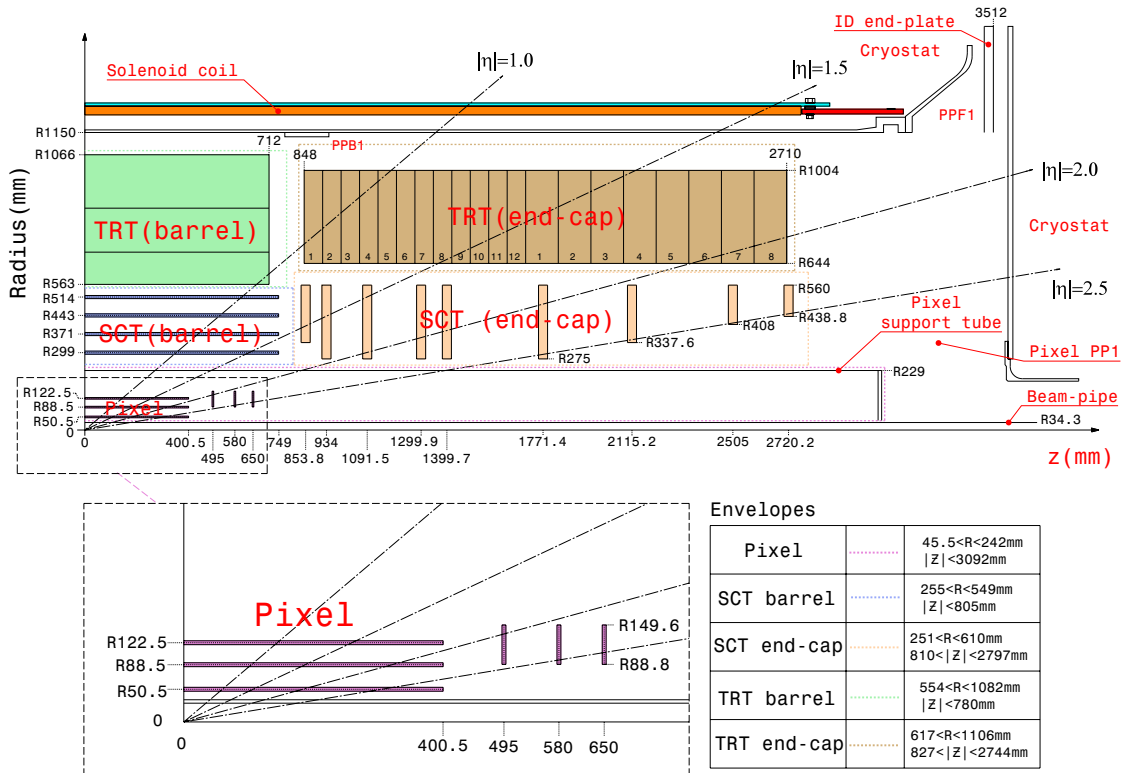 ID end-plate
3512
Cryostat
|η|=1.0
|η|=1.5
Solenoid coil
PPF1
R1150
PPB1
R1066
712
848
2710
R1004
|η|=2.0
TRT(barrel)
TRT(end-cap)
Cryostat
1 2 3 4 5 6 7 8 9 10 11 12 1 2 3 4 5 6 7 8
R644
Radius(mm)
R563
R514
R443
R371
R299
SCT(barrel)
SCT (end-cap)
R560
R438.8
R408
R337.6
R275
|η|=2.5
Pixel
support tube
Pixel PP1
R229
R122.5
R88.5
R50.5
0
Pixel
Beam-pipe
R34.3
0
400.5
495
580
650
749
853.8
934
1091.5
1299.9
1399.7
1771.4
2115.2
2505
2720.2
z(mm)
Pixel
R122.5
R88.5
R50.5
0
R149.6
R88.8
0
400.5
495
580
650
Envelopes
Pixel
45.5<R<242mm
|Z|<3092mm
SCT barrel
255<R<549mm
|Z|<805mm
SCT end-cap
251<R<610mm
810<|Z|<2797mm
TRT barrel
554<R<1082mm
|Z|<780mm
TRT end-cap
617<R<1106mm
827<|Z|<2744mm